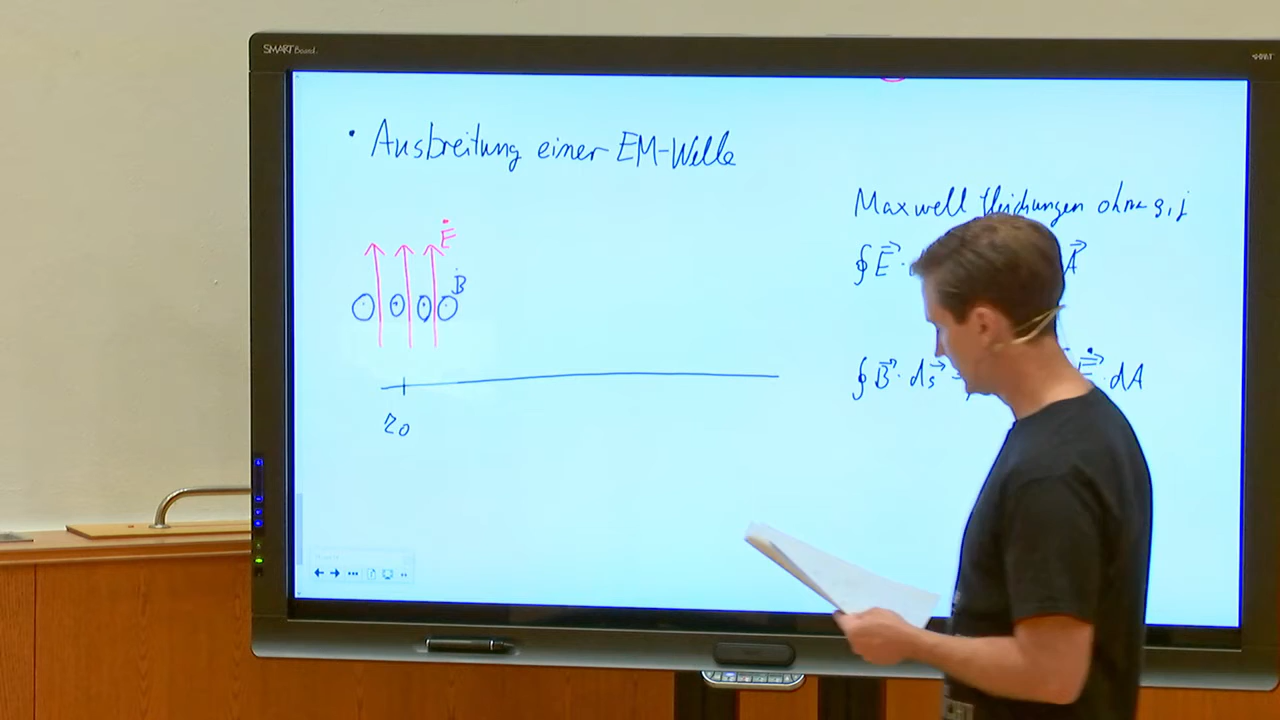 SMART Board
• Ausbreitung einer EM-Welle
Maxwell Gleichungen ohne ρ, j
∮ E⃗ · d A⃗
Ė
Ḃ
∮ B⃗ · ds⃗ E⃗ · dA
z₀